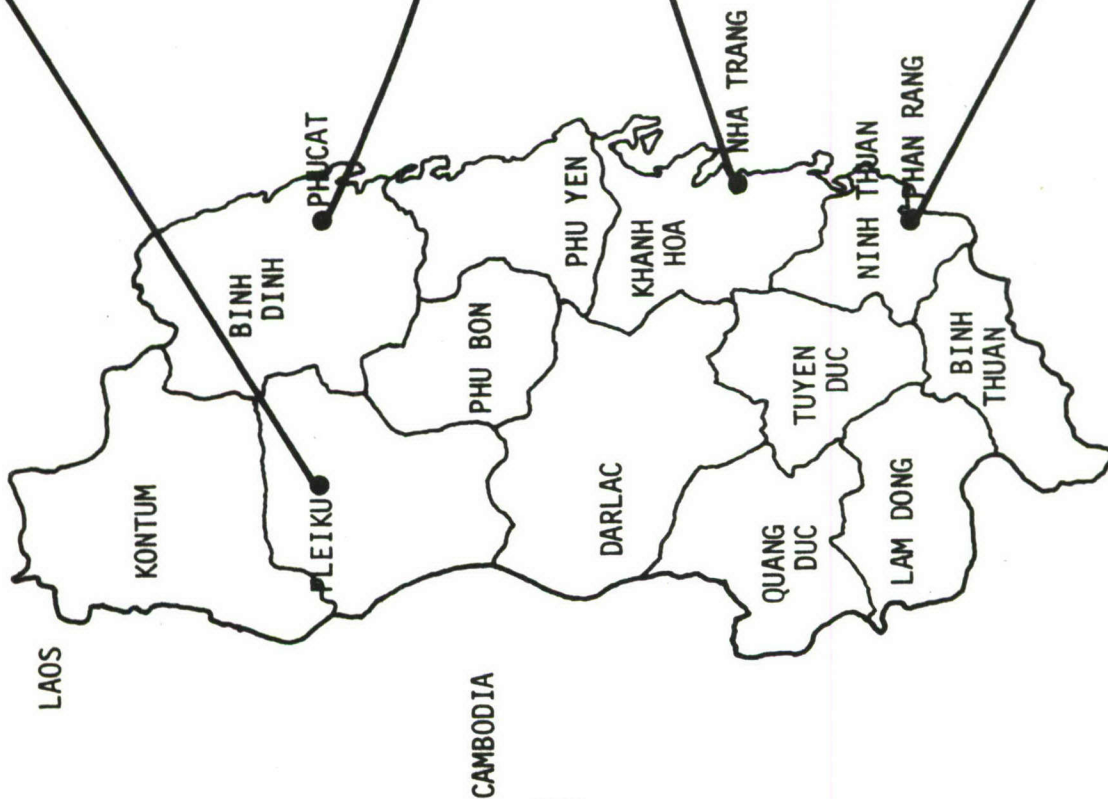 LAOS
KONTUM
CAMBODIA
PLEIKU
BINH
DINH
PHUCAT
PHU BON
PHU YEN
DARLAC
KHANH
HOA
NHA TRANG
QUANG
DUC
TUYEN
DUC
NINH THUAN
PHAN RANG
LAM DONG
BINH
THUAN